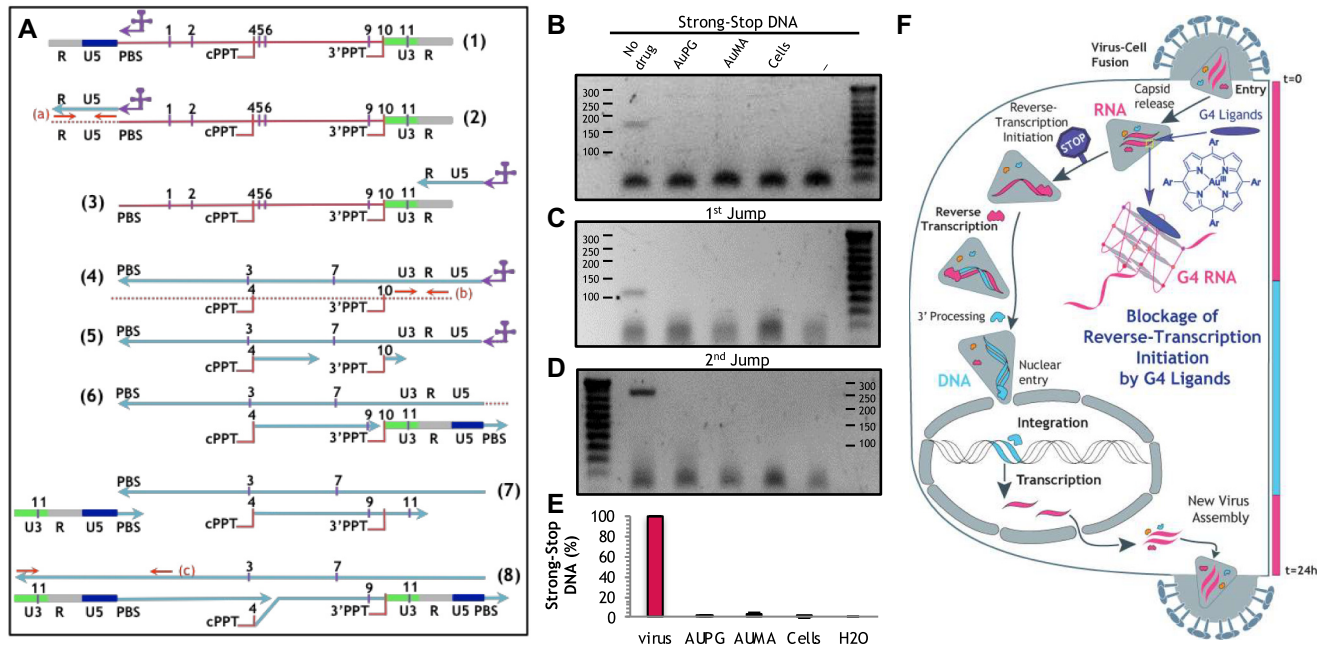 A
1 2 456 9 10 11
cPPT 3'PPT
R U5 PBS U3 R
(1)
R U5
(a)
1 2 456 9 10 11
R U5 PBS cPPT 3'PPT U3 R
(2)
R U5
1 2 456 9 10 11
(3)
PBS cPPT 3'PPT U3 R
(4)
PBS 3 7 U3 R U5
4 10 (b)
cPPT 3'PPT
(5)
PBS 3 7 U3 R U5
4 10
cPPT 3'PPT
(6)
PBS 3 7 U3 R U5
4 9 10 11
cPPT 3'PPT U3 R U5 PBS
PBS 3 7 (7)
11 4 9 11
U3 R U5 PBS cPPT 3'PPT
(c) 3 7 (8)
11 9 11
U3 R U5 PBS 4 3'PPT U3 R U5 PBS
cPPT
B
Strong-Stop DNA
No drug
AuPG
AuMA
Cells
-
300
200
150
100
C
1st Jump
300
200
150
100
D
2nd Jump
300
250
200
150
100
E
Strong-Stop
DNA (%)
100
80
60
40
20
0
virus AUPG AUMA Cells H2O
F
Virus-Cell
Fusion
t=0
Entry
Capsid
release
Reverse-
Transcription
Initiation
RNA
G4 Ligands
STOP
Ar
N N
Ar AuIII Ar
N N
Ar
Reverse
Transcription
G4 RNA
3' Processing
Blockage of
Reverse-Transcription
Initiation
by G4 Ligands
DNA
Nuclear
entry
Integration
Transcription
New Virus
Assembly
t=24h